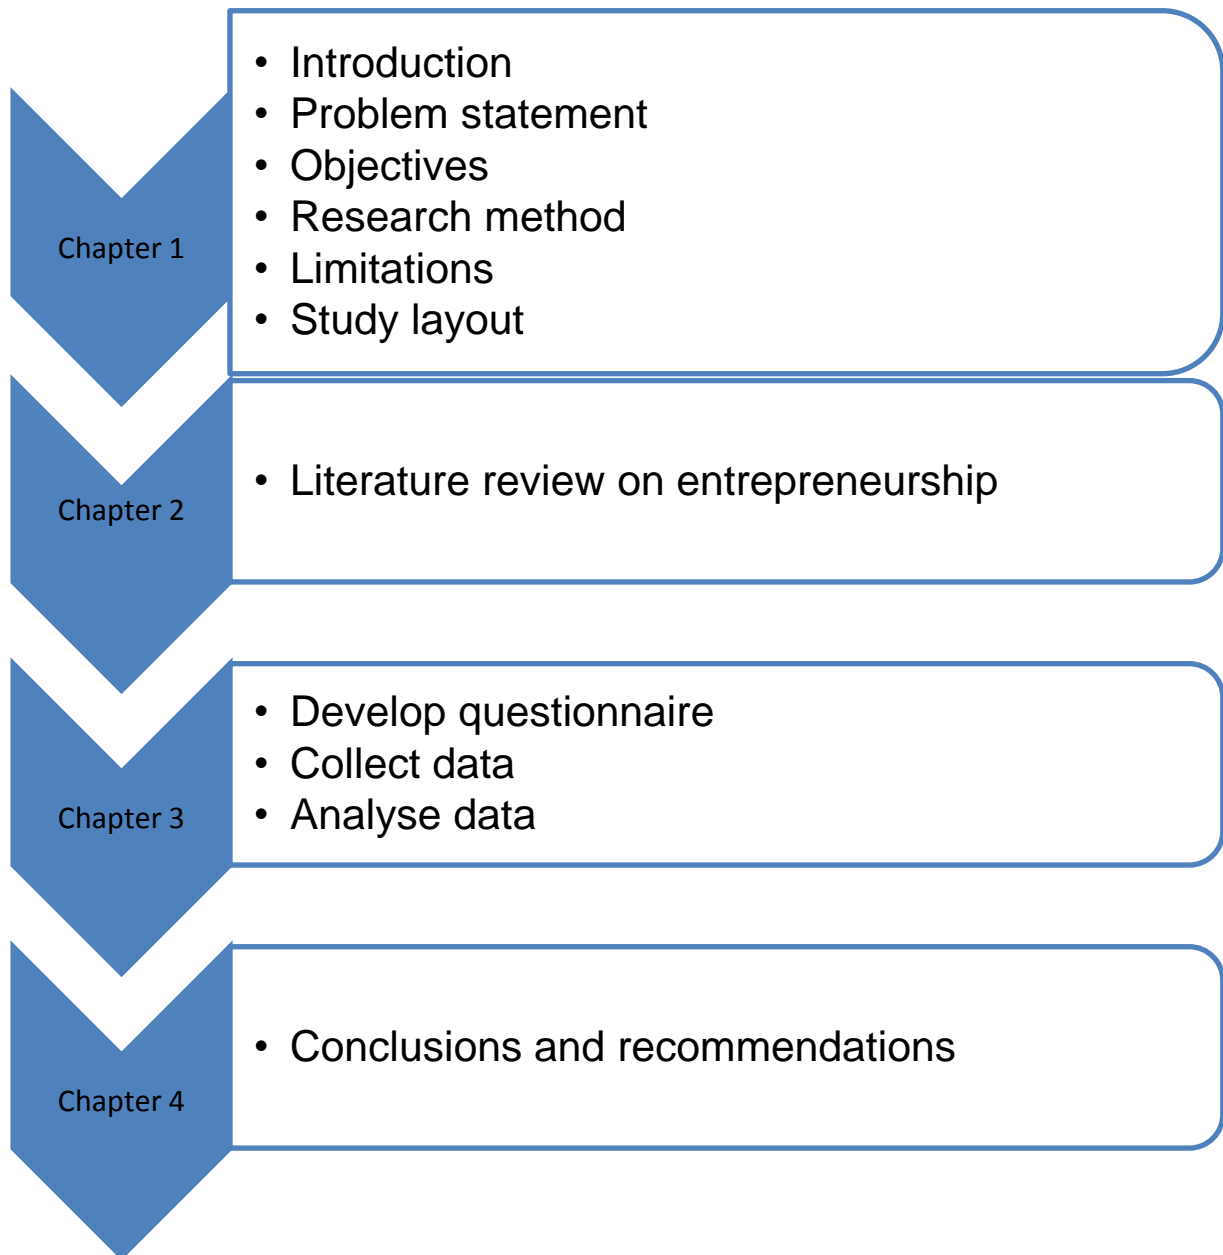 Chapter 1
• Introduction
• Problem statement
• Objectives
• Research method
• Limitations
• Study layout
Chapter 2
• Literature review on entrepreneurship
Chapter 3
• Develop questionnaire
• Collect data
• Analyse data
Chapter 4
• Conclusions and recommendations